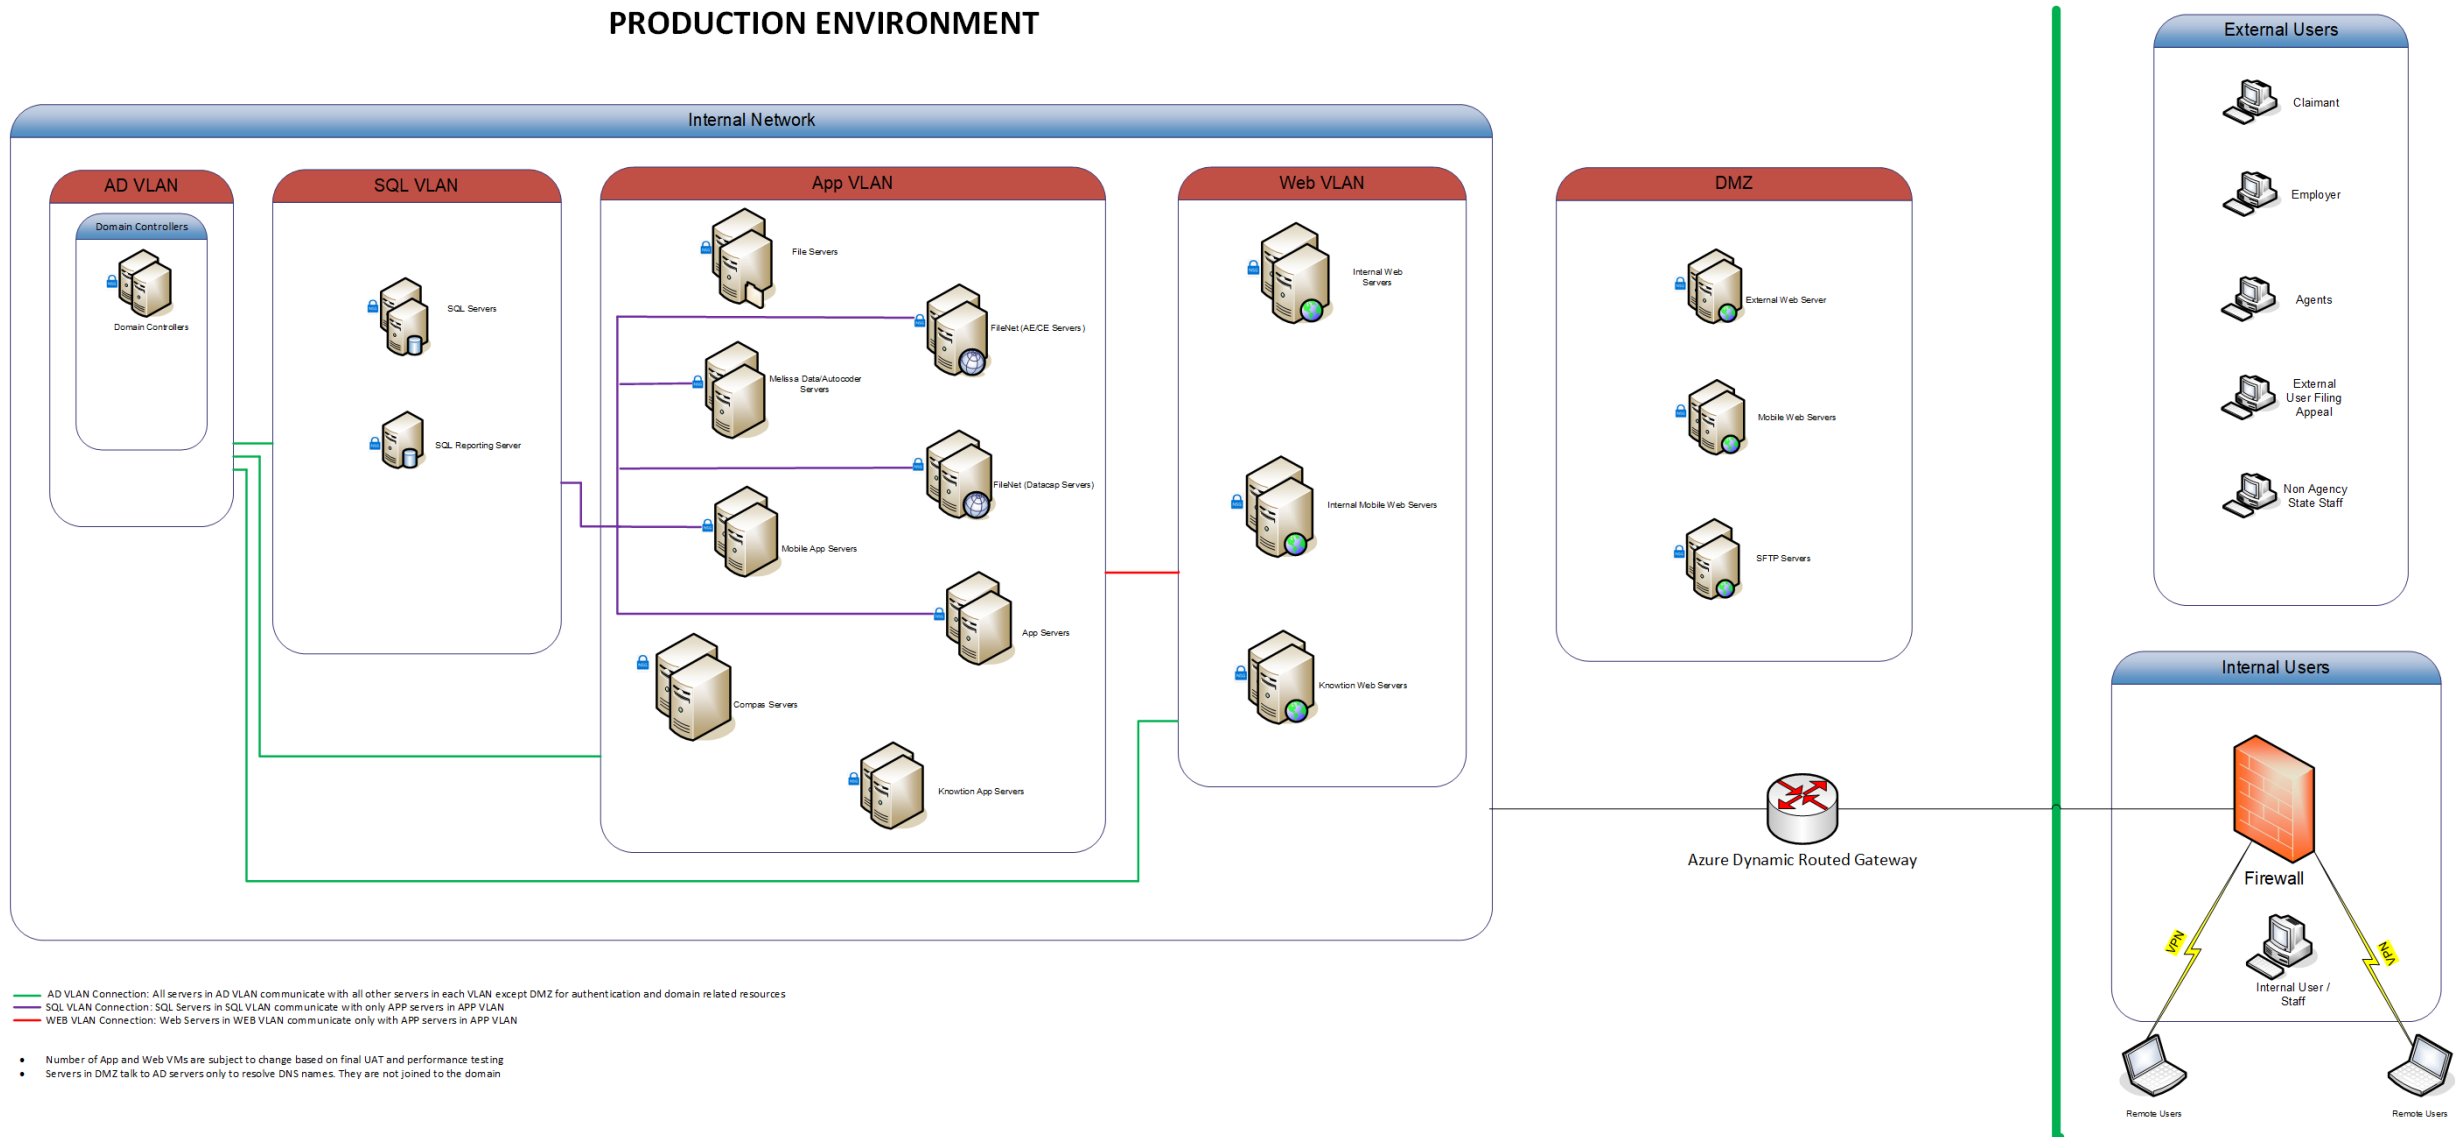 PRODUCTION ENVIRONMENT
Internal Network
AD VLAN
Domain Controllers
Domain Controllers
SQL VLAN
SQL Servers
SQL Reporting Server
App VLAN
File Servers
FileNet (AE/CE Servers )
Melissa Data/Autocoder
Servers
FileNet (Datacap Servers)
Mobile App Servers
App Servers
Compas Servers
Knowtion App Servers
Web VLAN
Internal Web
Servers
Internal Mobile Web Servers
Knowtion Web Servers
DMZ
External Web Server
Mobile Web Servers
SFTP Servers
Azure Dynamic Routed Gateway
External Users
Claimant
Employer
Agents
External
User Filing
Appeal
Non Agency
State Staff
Internal Users
Firewall
VPN
VPN
Internal User /
Staff
Remote Users
Remote Users
AD VLAN Connection: All servers in AD VLAN communicate with all other servers in each VLAN except DMZ for authentication and domain related resources
SQL VLAN Connection: SQL Servers in SQL VLAN communicate with only APP servers in APP VLAN
WEB VLAN Connection: Web Servers in WEB VLAN communicate only with APP servers in APP VLAN
• Number of App and Web VMs are subject to change based on final UAT and performance testing
• Servers in DMZ talk to AD servers only to resolve DNS names. They are not joined to the domain